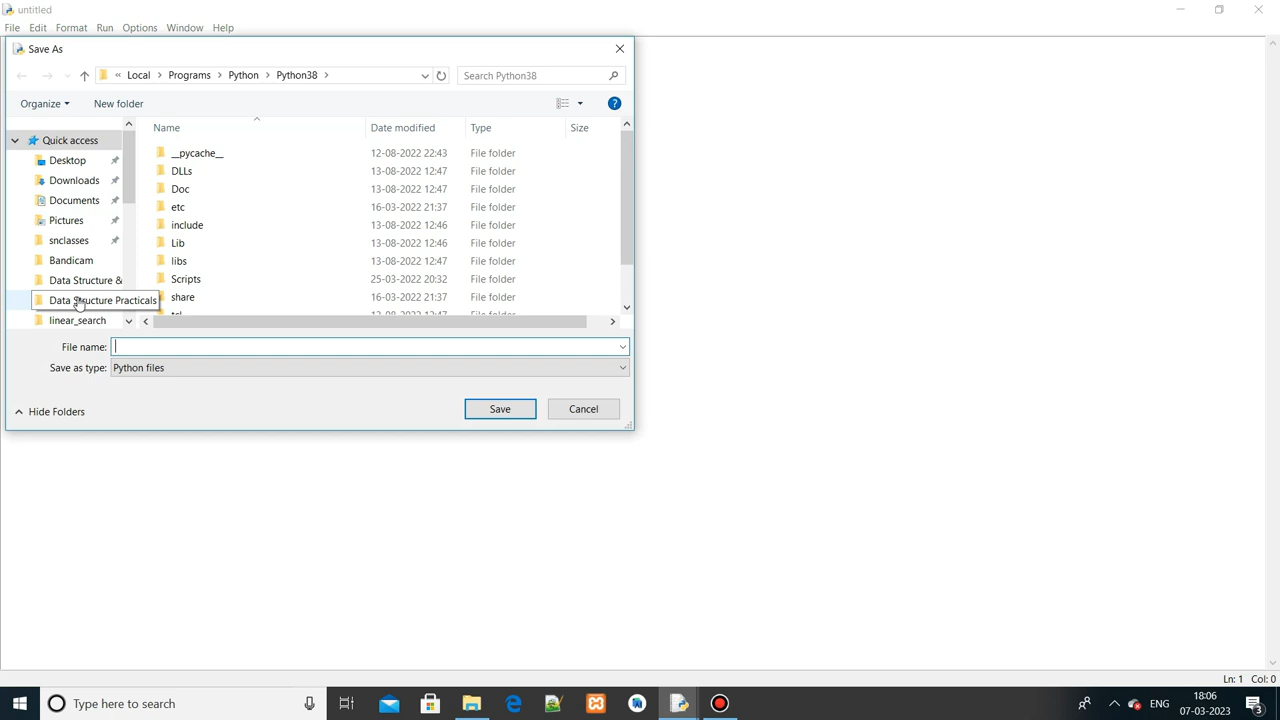 untitled
File Edit Format Run Options Window Help
Save As
« Local > Programs > Python > Python38 >
Search Python38
Organize New folder
Name Date modified Type Size
Quick access
Desktop
Downloads
Documents
Pictures
snclasses
Bandicam
Data Structure &
Data Structure Practicals
linear_search
__pycache__ 12-08-2022 22:43 File folder
DLLs 13-08-2022 12:47 File folder
Doc 13-08-2022 12:47 File folder
etc 16-03-2022 21:37 File folder
include 13-08-2022 12:46 File folder
Lib 13-08-2022 12:46 File folder
libs 13-08-2022 12:47 File folder
Scripts 25-03-2022 20:32 File folder
share 16-03-2022 21:37 File folder
File name:
Save as type: Python files
Hide Folders
Save Cancel
Ln: 1 Col: 0
Type here to search
ENG
18:06
07-03-2023
3